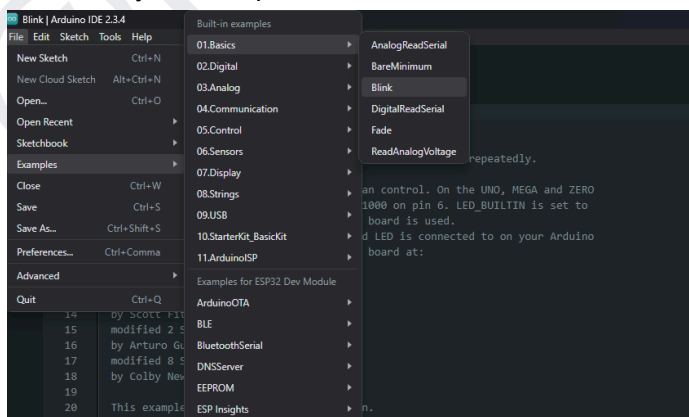 Blink | Arduino IDE 2.3.4
File Edit Sketch Tools Help
New Sketch Ctrl+N
New Cloud Sketch Alt+Ctrl+N
Open... Ctrl+O
Open Recent
Sketchbook
Examples
Close Ctrl+W
Save Ctrl+S
Save As... Ctrl+Shift+S
Preferences... Ctrl+Comma
Advanced
Quit Ctrl+Q
Built-in examples
01.Basics
02.Digital
03.Analog
04.Communication
05.Control
06.Sensors
07.Display
08.Strings
09.USB
10.StarterKit_BasicKit
11.ArduinoISP
Examples for ESP32 Dev Module
ArduinoOTA
BLE
BluetoothSerial
DNSServer
EEPROM
ESP Insights
AnalogReadSerial
BareMinimum
Blink
DigitalReadSerial
Fade
ReadAnalogVoltage
repeatedly.
an control. On the UNO, MEGA and ZERO
1000 on pin 6. LED_BUILTIN is set to
board is used.
LED is connected to on your Arduino
board at:
14 by Scott
15 modified 2
16 by Arturo
17 modified 8
18 by Colby
19
20 This example